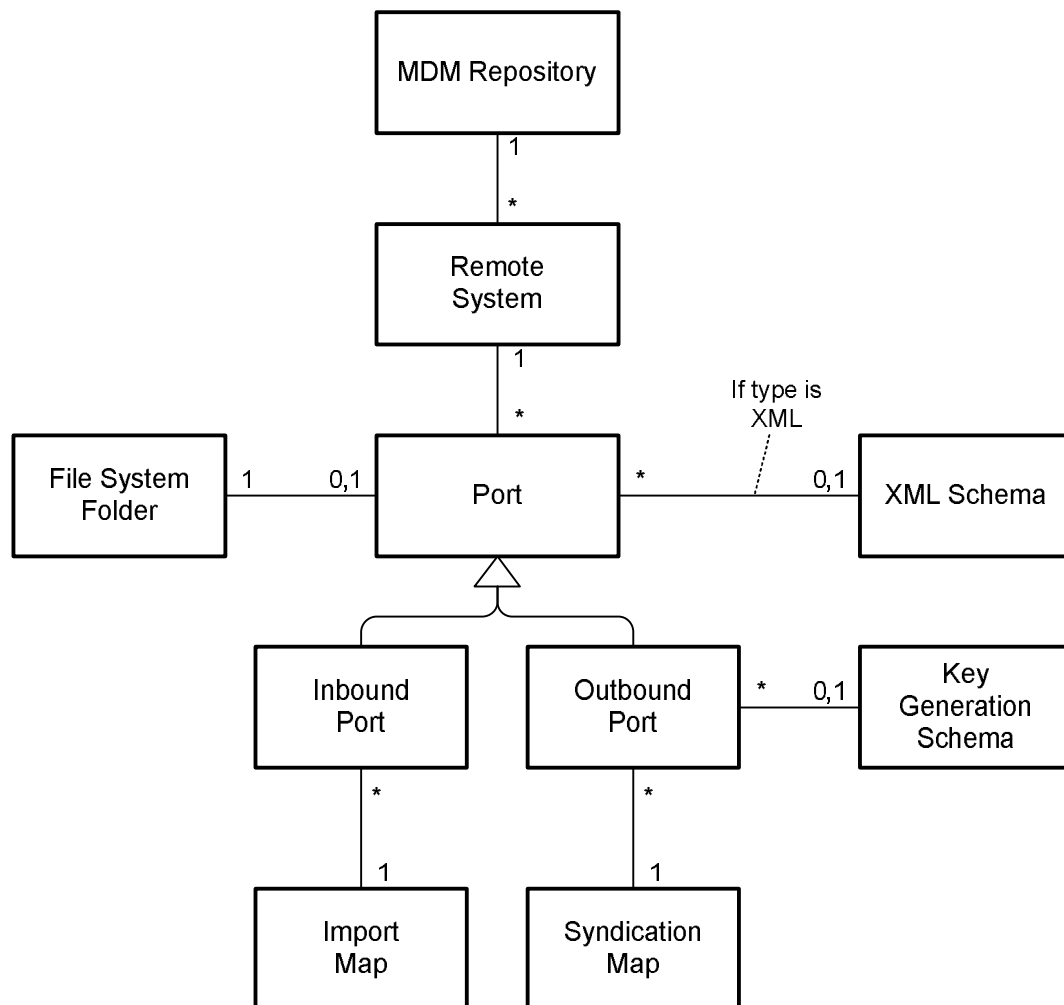 MDM Repository
1
*
Remote
System
1
*
If type is
XML
File System
Folder
1
0,1
Port
*
0,1
XML Schema
Inbound
Port
Outbound
Port
*
0,1
Key
Generation
Schema
*
*
1
1
Import
Map
Syndication
Map